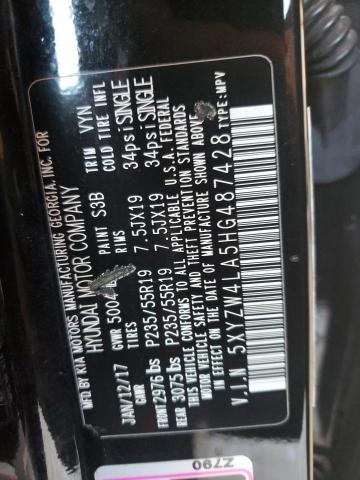 MFD BY KIA MOTORS MANUFACTURING GEORGIA, INC. FOR
HYUNDAI MOTOR COMPANY
PAINT S3B TRIM VYN
JAN/12/17 GVWR 5004
GAWR TIRES RIMS COLD TIRE INFL
FRONT 2976 lbs P235/55R19 7.5JX19 34psi SINGLE
REAR 3075 lbs P235/55R19 7.5JX19 34psi SINGLE
THIS VEHICLE CONFORMS TO ALL APPLICABLE U.S.A FEDERAL
MOTOR VEHICLE SAFETY AND THEFT PREVENTION STANDARDS
IN EFFECT ON THE DATE OF MANUFACTURE SHOWN ABOVE
V.I.N 5XYZW4LA5HG487428 TYPE:MPV
Z790